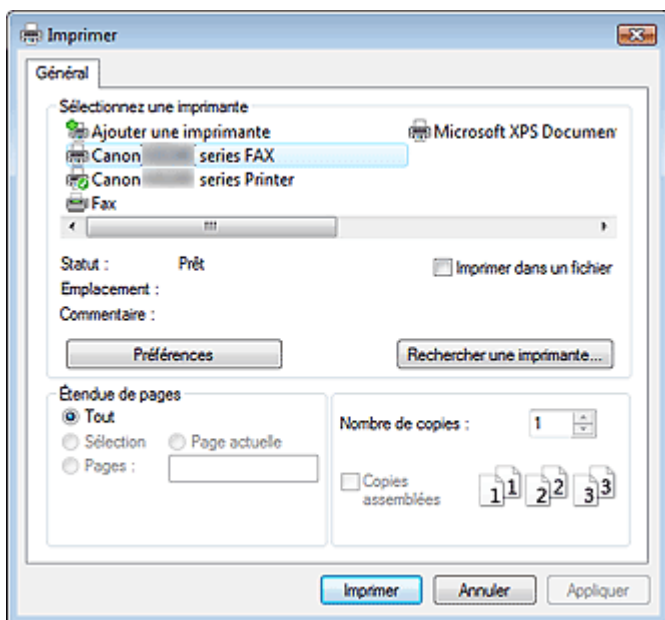 Imprimer
Général
Sélectionnez une imprimante
Ajouter une imprimante
Microsoft XPS Documen
Canon series FAX
Canon series Printer
Fax
Statut : Prêt
Imprimer dans un fichier
Emplacement :
Commentaire :
Préférences
Rechercher une imprimante...
Étendue de pages
Tout
Sélection
Page actuelle
Pages :
Nombre de copies : 1
Copies
assemblées
1 1 2 2 3 3
Imprimer
Annuler
Appliquer